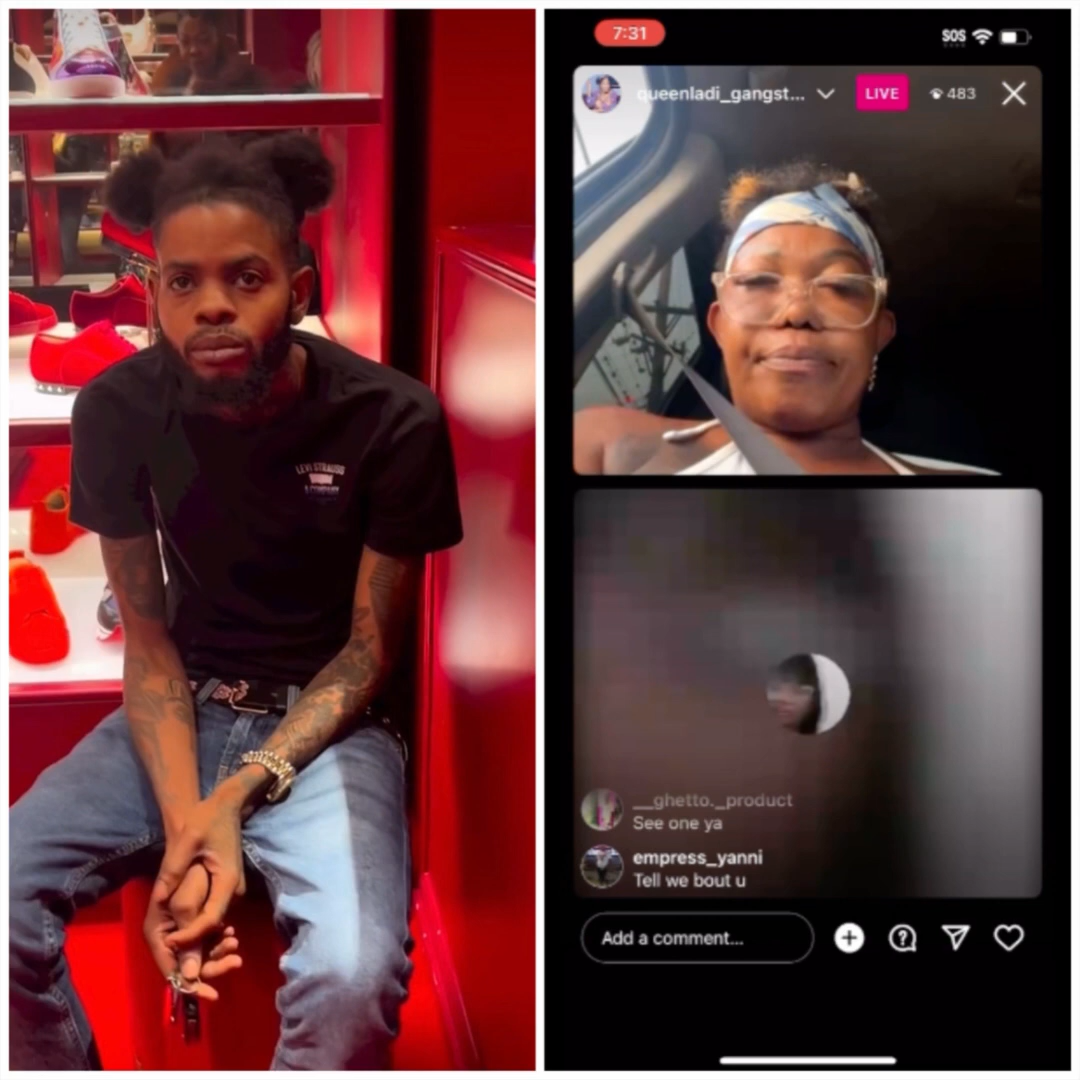 LEVI STRAUSS
& COMPANY
7:31
SOS
queenladi_gangst...
LIVE
483
__ghetto._product
See one ya
empress_yanni
Tell we bout u
Add a comment...